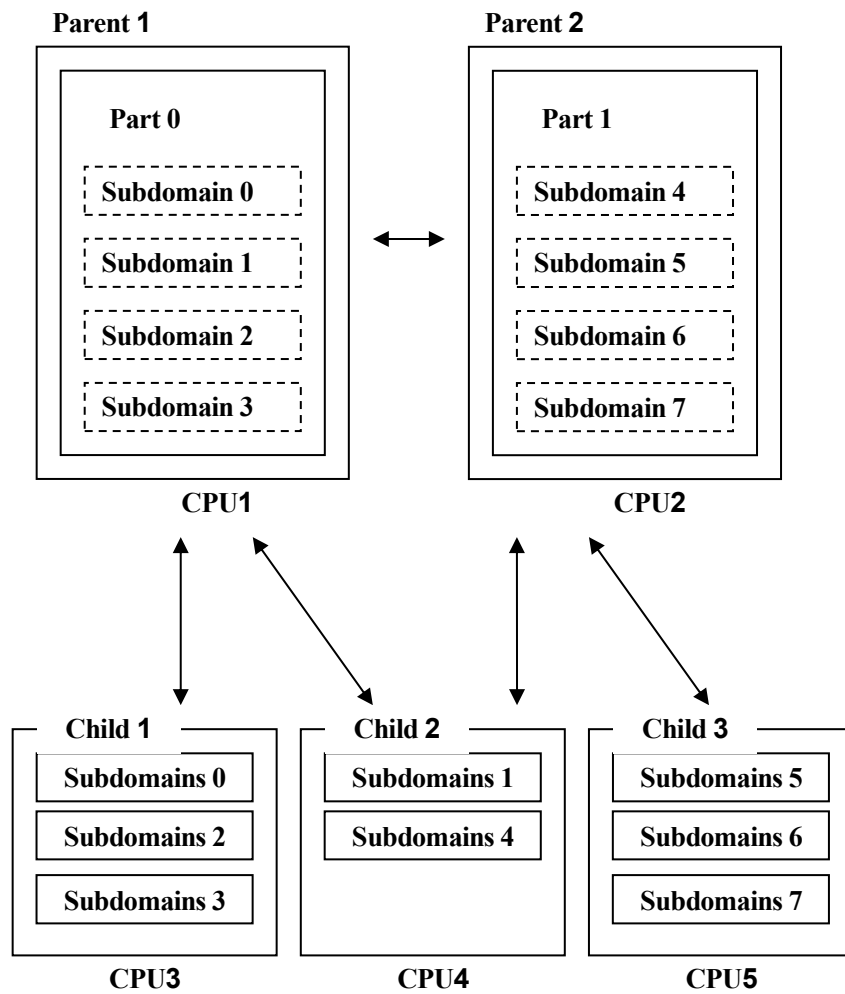 Parent 1
Parent 2
Part 0
Part 1
Subdomain 0
Subdomain 4
Subdomain 1
Subdomain 5
Subdomain 2
Subdomain 6
Subdomain 3
Subdomain 7
CPU1
CPU2
Child 1
Child 2
Child 3
Subdomains 0
Subdomains 1
Subdomains 5
Subdomains 2
Subdomains 4
Subdomains 6
Subdomains 3
Subdomains 7
CPU3
CPU4
CPU5